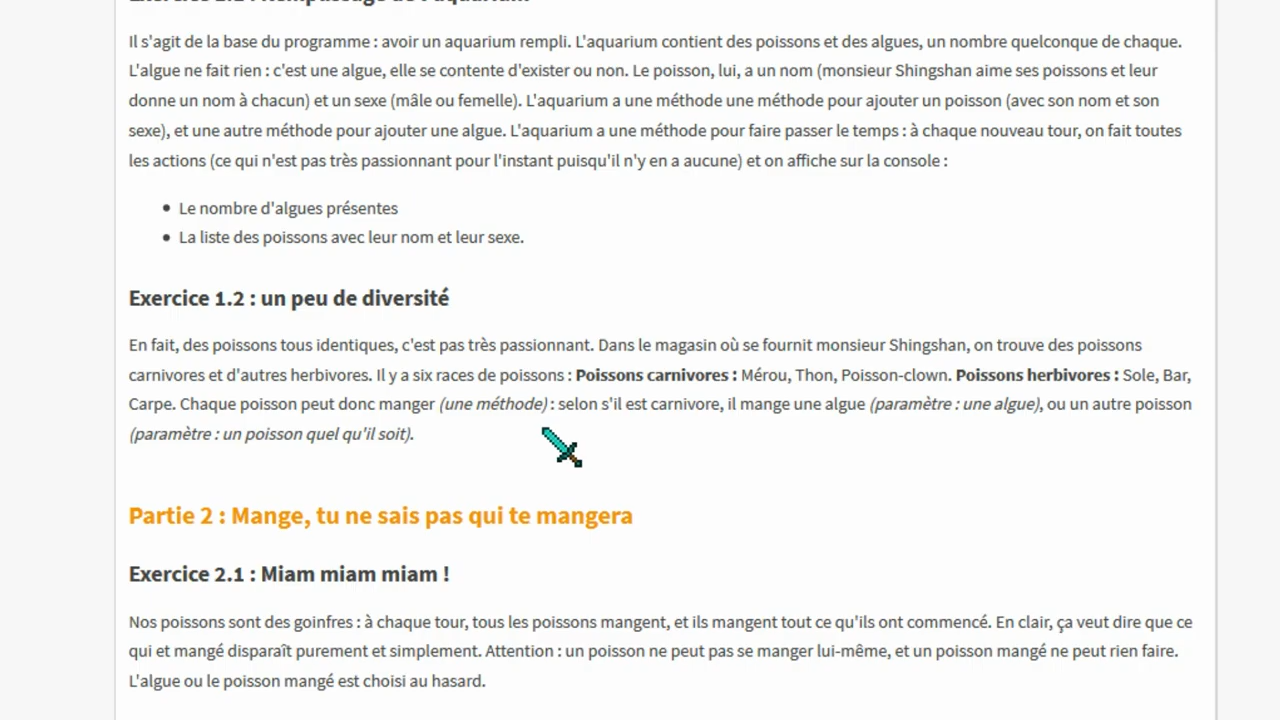 Il s'agit de la base du programme : avoir un aquarium rempli. L'aquarium contient des poissons et des algues, un nombre quelconque de chaque.
L'algue ne fait rien : c'est une algue, elle se contente d'exister ou non. Le poisson, lui, a un nom (monsieur Shingshan aime ses poissons et leur
donne un nom à chacun) et un sexe (mâle ou femelle). L'aquarium a une méthode une méthode pour ajouter un poisson (avec son nom et son
sexe), et une autre méthode pour ajouter une algue. L'aquarium a une méthode pour faire passer le temps : à chaque nouveau tour, on fait toutes
les actions (ce qui n'est pas très passionnant pour l'instant puisqu'il n'y en a aucune) et on affiche sur la console :
• Le nombre d'algues présentes
• La liste des poissons avec leur nom et leur sexe.
Exercice 1.2 : un peu de diversité
En fait, des poissons tous identiques, c'est pas très passionnant. Dans le magasin où se fournit monsieur Shingshan, on trouve des poissons
carnivores et d'autres herbivores. Il y a six races de poissons : Poissons carnivores : Mérou, Thon, Poisson-clown. Poissons herbivores : Sole, Bar,
Carpe. Chaque poisson peut donc manger (une méthode) : selon s'il est carnivore, il mange une algue (paramètre : une algue), ou un autre poisson
(paramètre : un poisson quel qu'il soit).
Partie 2 : Mange, tu ne sais pas qui te mangera
Exercice 2.1 : Miam miam miam !
Nos poissons sont des goinfres : à chaque tour, tous les poissons mangent, et ils mangent tout ce qu'ils ont commencé. En clair, ça veut dire que ce
qui et mangé disparaît purement et simplement. Attention : un poisson ne peut pas se manger lui-même, et un poisson mangé ne peut rien faire.
L'algue ou le poisson mangé est choisi au hasard.